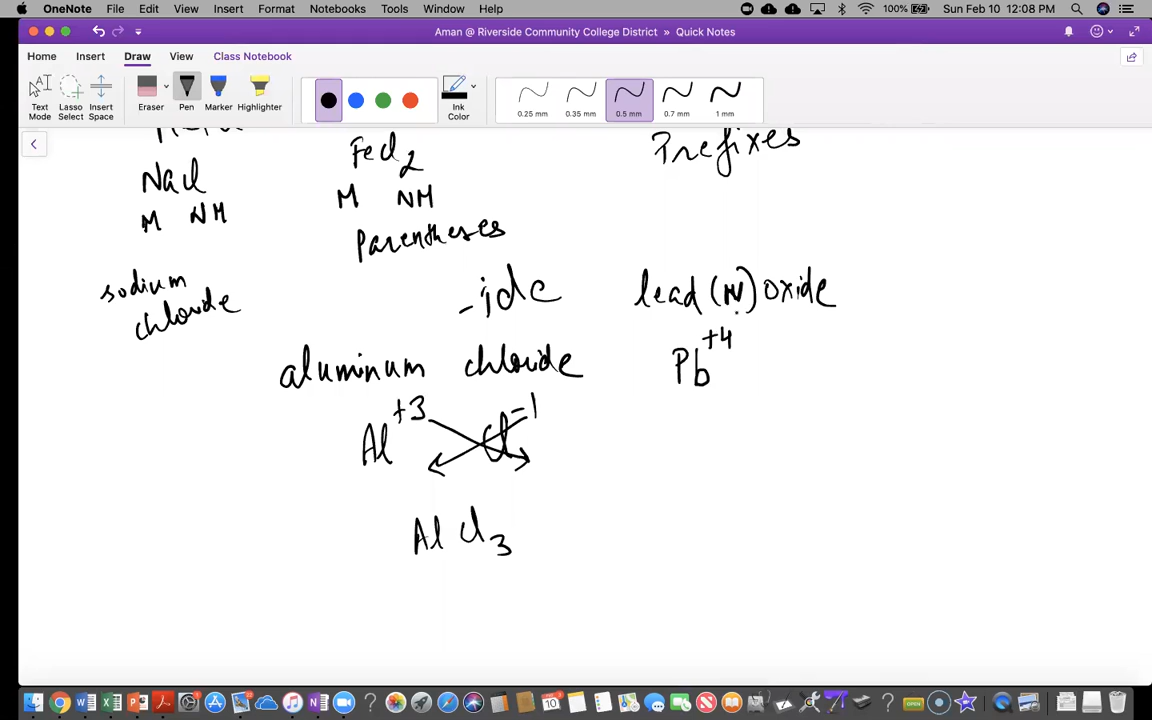 OneNote File Edit View Insert Format Notebooks Tools Window Help 100% Sun Feb 10 12:08 PM
Aman @ Riverside Community College District » Quick Notes
Home Insert Draw View Class Notebook
Text Mode Lasso Select Insert Space Eraser Pen Marker Highlighter Ink Color 0.25 mm 0.35 mm 0.5 mm 0.7 mm 1 mm
FeCl2 Prefixes
NaCl
M NM M NM
Parentheses
sodium chloride
-ide lead (IV) oxide
Pb+4
aluminum chloride
Al+3 Cl-1
AlCl3